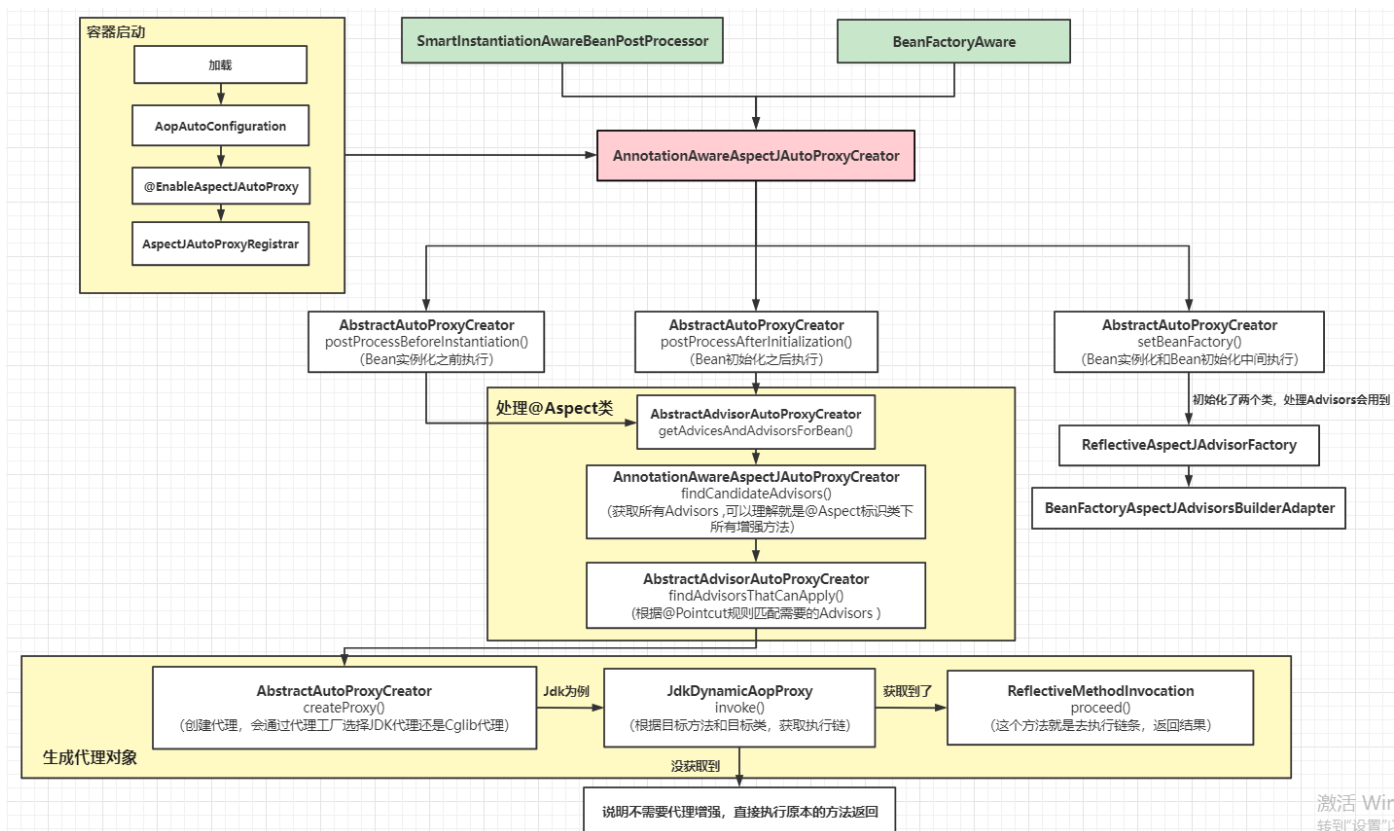 容器启动
加载
AopAutoConfiguration
@EnableAspectJAutoProxy
AspectJAutoProxyRegistrar
SmartInstantiationAwareBeanPostProcessor
BeanFactoryAware
AnnotationAwareAspectJAutoProxyCreator
AbstractAutoProxyCreator
postProcessBeforeInstantiation()
（Bean实例化之前执行）
AbstractAutoProxyCreator
postProcessAfterInitialization()
（Bean初始化之后执行）
AbstractAutoProxyCreator
setBeanFactory()
（Bean实例化和Bean初始化中间执行）
初始化了两个类，处理Advisors会用到
ReflectiveAspectJAdvisorFactory
BeanFactoryAspectJAdvisorsBuilderAdapter
处理@Aspect类
AbstractAdvisorAutoProxyCreator
getAdvicesAndAdvisorsForBean()
AnnotationAwareAspectJAutoProxyCreator
findCandidateAdvisors()
（获取所有Advisors ,可以理解就是@Aspect标识类下
所有增强方法）
AbstractAdvisorAutoProxyCreator
findAdvisorsThatCanApply()
（根据@Pointcut规则匹配需要的Advisors ）
AbstractAutoProxyCreator
createProxy()
（创建代理，会通过代理工厂选择JDK代理还是Cglib代理）
Jdk为例
JdkDynamicAopProxy
invoke()
（根据目标方法和目标类，获取执行链）
获取到了
ReflectiveMethodInvocation
proceed()
（这个方法就是去执行链条，返回结果）
生成代理对象
没获取到
说明不需要代理增强，直接执行原本的方法返回
激活 Wir
转到"设置"以